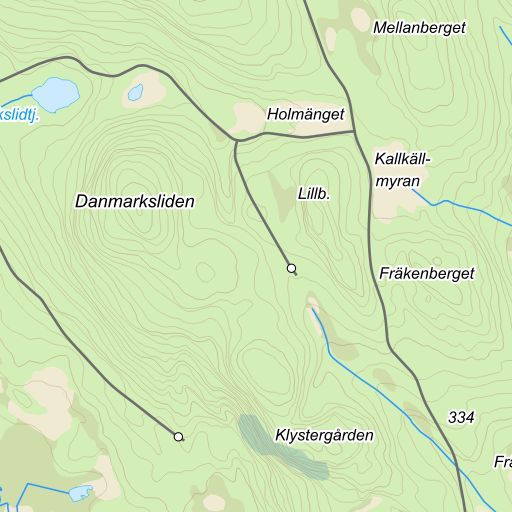 Mellanberget
Holmänget
kslidtj.
Kallkäll-
myran
Danmarksliden
Lillb.
Fräkenberget
334
Klystergården
Fra